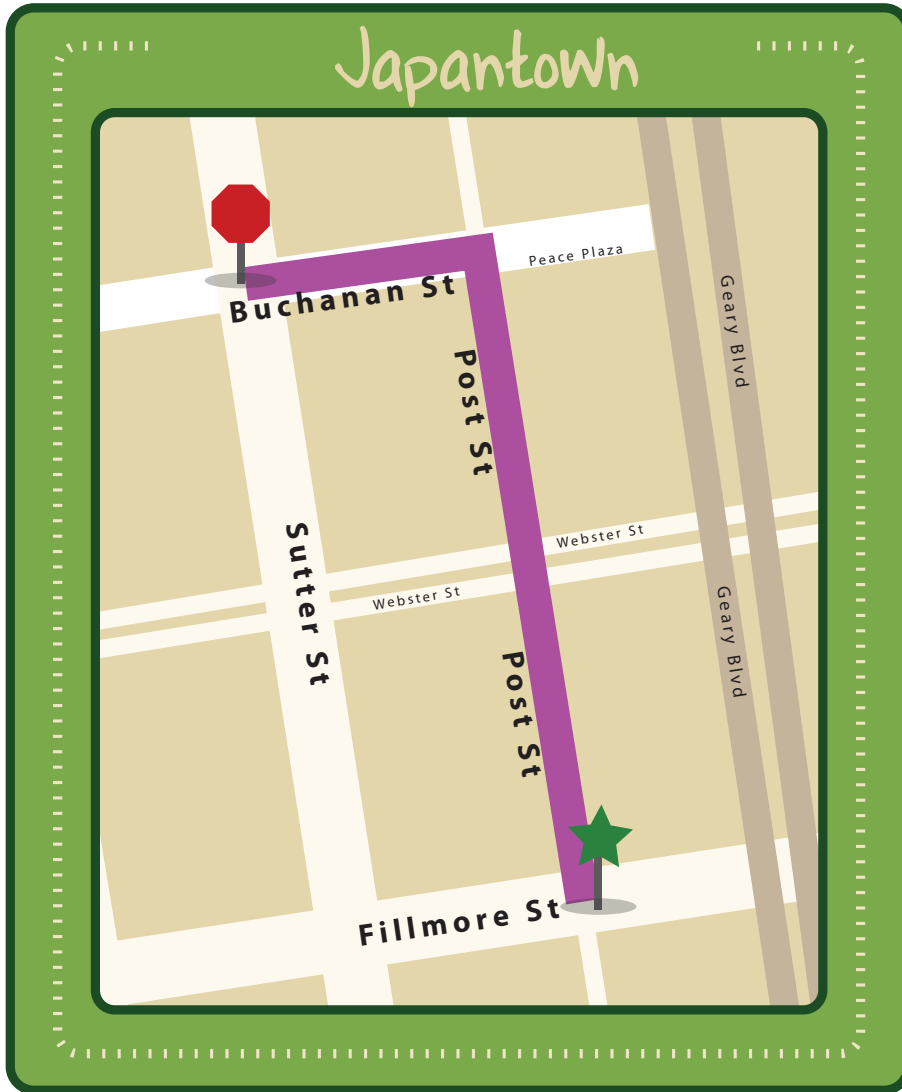 Japantown
Peace Plaza
Buchanan St
Geary Blvd
Post St
Sutter St
Webster St
Webster St
Geary Blvd
Post St
Fillmore St